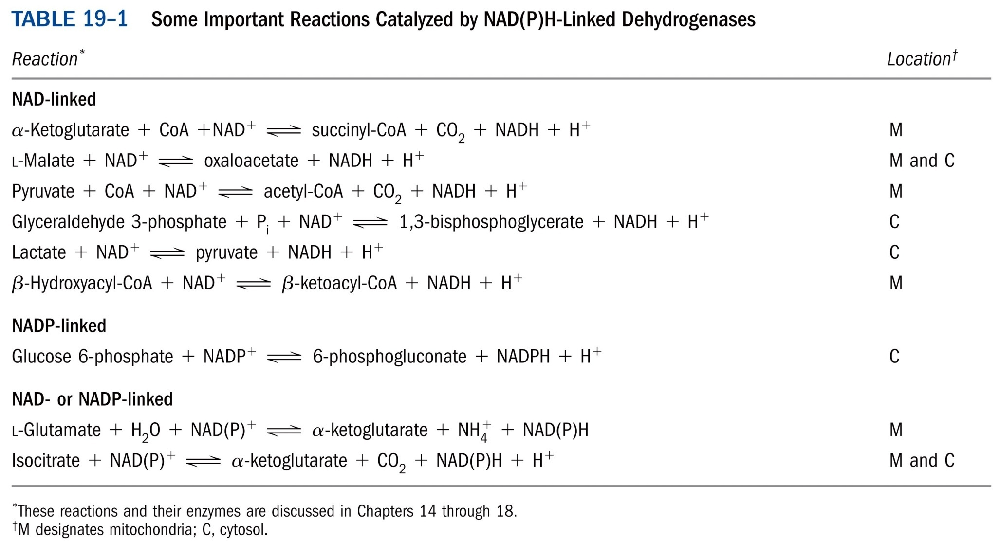 TABLE 19–1 Some Important Reactions Catalyzed by NAD(P)H-Linked Dehydrogenases
Reaction* Location†
NAD-linked
α-Ketoglutarate + CoA +NAD⁺ ⇌ succinyl-CoA + CO₂ + NADH + H⁺ M
L-Malate + NAD⁺ ⇌ oxaloacetate + NADH + H⁺ M and C
Pyruvate + CoA + NAD⁺ ⇌ acetyl-CoA + CO₂ + NADH + H⁺ M
Glyceraldehyde 3-phosphate + Pᵢ + NAD⁺ ⇌ 1,3-bisphosphoglycerate + NADH + H⁺ C
Lactate + NAD⁺ ⇌ pyruvate + NADH + H⁺ C
β-Hydroxyacyl-CoA + NAD⁺ ⇌ β-ketoacyl-CoA + NADH + H⁺ M
NADP-linked
Glucose 6-phosphate + NADP⁺ ⇌ 6-phosphogluconate + NADPH + H⁺ C
NAD- or NADP-linked
L-Glutamate + H₂O + NAD(P)⁺ ⇌ α-ketoglutarate + NH₄⁺ + NAD(P)H M
Isocitrate + NAD(P)⁺ ⇌ α-ketoglutarate + CO₂ + NAD(P)H + H⁺ M and C
*These reactions and their enzymes are discussed in Chapters 14 through 18.
†M designates mitochondria; C, cytosol.